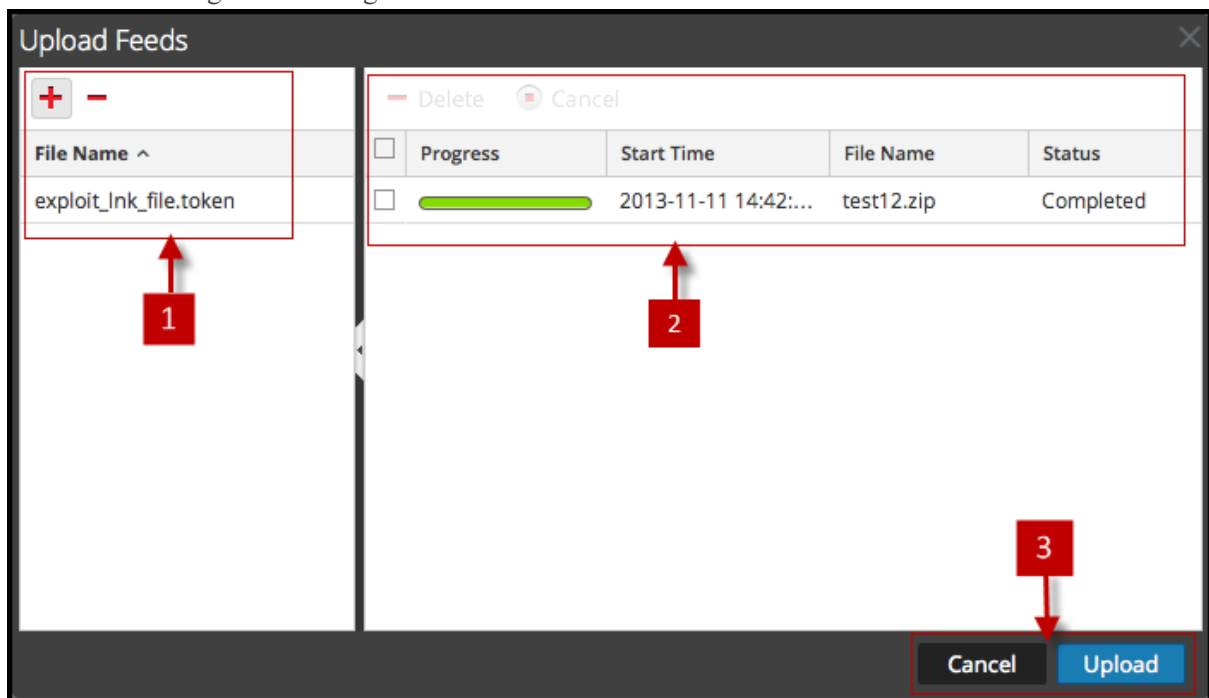 Upload Feeds
Delete Cancel
File Name
Progress Start Time File Name Status
exploit_lnk_file.token
2013-11-11 14:42:... test12.zip Completed
1
2
3
Cancel Upload